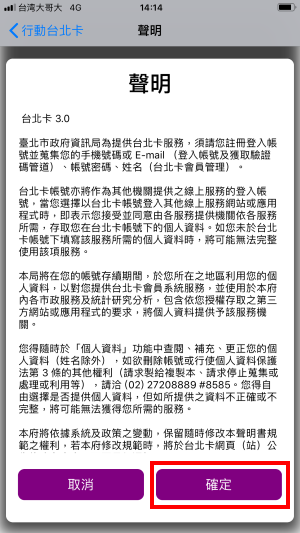 台湾大哥大 4G 14:14
行動台北卡 聲明
聲明
台北卡 3.0
臺北市政府資訊局為提供台北卡服務，須請您註冊登入帳
號並蒐集您的手機號碼或 E-mail （登入帳號及獲取驗證
碼管道）、帳號密碼、姓名（台北卡會員管理）。
台北卡帳號亦將作為其他機關提供之線上服務的登入帳
號，當您選擇以台北卡帳號登入其他線上服務網站或應用
程式時，即表示您接受並同意由各服務提供機關依各服務
所需，存取您在台北卡帳號下的個人資料。如您未於台北
卡帳號下填寫該服務所需的個人資料時，將可能無法完整
使用該項服務。
本局將在您的帳號存續期間，於您所在之地區利用您的個
人資料，以對您提供台北卡會員系統服務，並使用於本府
內各市政服務及統計研究分析，包含依您授權存取之第三
方網站或應用程式的要求，將個人資料提供予該服務機
關。
您得隨時於「個人資料」功能中查閱、補充、更正您的個
人資料（姓名除外），如欲刪除帳號或行使個人資料保護
法第 3 條的其他權利（請求製給複製本、請求停止蒐集或
處理或利用等），請洽 (02) 27208889 #8585。您得自
由選擇是否提供個人資料，但如所提供之資料不正確或不
完整，將可能無法獲得您所需的服務。
本府將依據系統及政策之變動，保留隨時修改本聲明書規
範之權利，若本府修改規範時，將於台北卡網頁（站）公
取消 確定